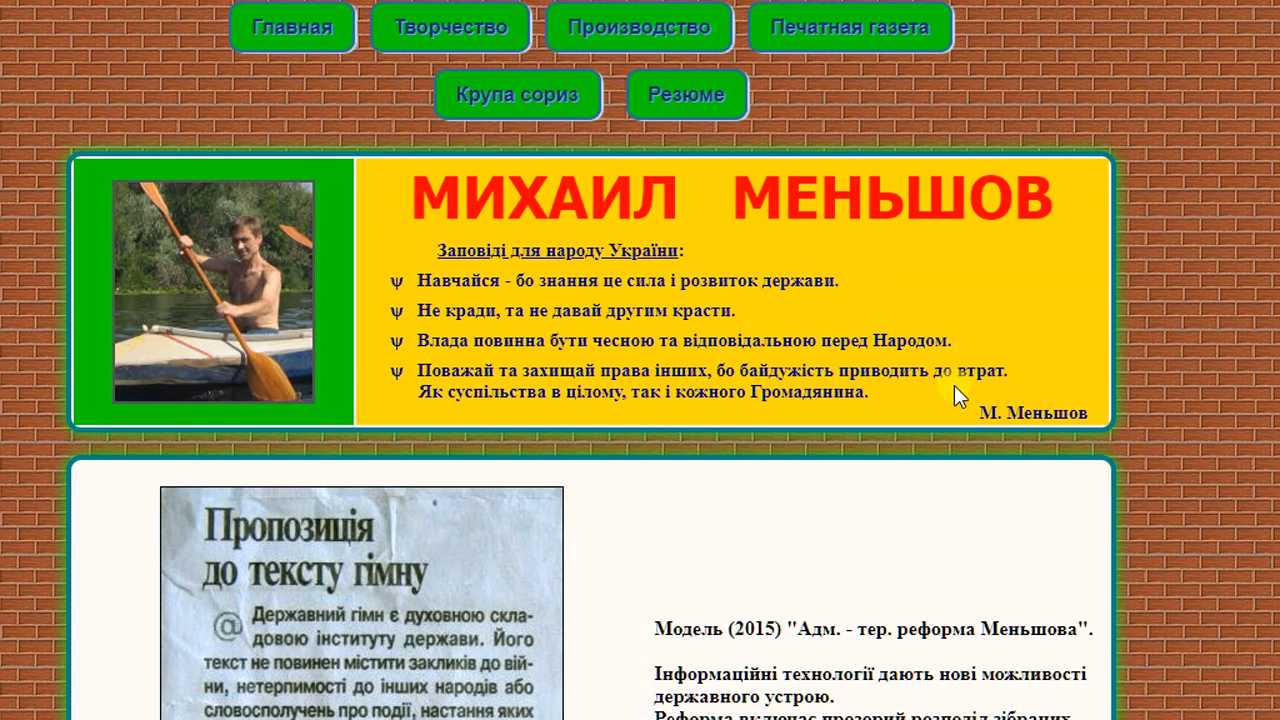 Главная Творчество Производство Печатная газета
Крупа сориз Резюме
МИХАИЛ МЕНЬШОВ
Заповіді для народу України:
ψ Навчайся - бо знання це сила і розвиток держави.
ψ Не кради, та не давай другим красти.
ψ Влада повинна бути чесною та відповідальною перед Народом.
ψ Поважай та захищай права інших, бо байдужість приводить до втрат.
Як суспільства в цілому, так і кожного Громадянина.
М. Меньшов
Пропозиція
до тексту гімну
@ Державний гімн є духовною скла-
довою інституту держави. Його
текст не повинен містити закликів до вій-
ни, нетерпимості до інших народів або
словосполучень про події, настання яких
Модель (2015) "Адм. - тер. реформа Меньшова".
Інформаційні технології дають нові можливості
державного устрою.
Реформа включає прозорий розподіл зібраних